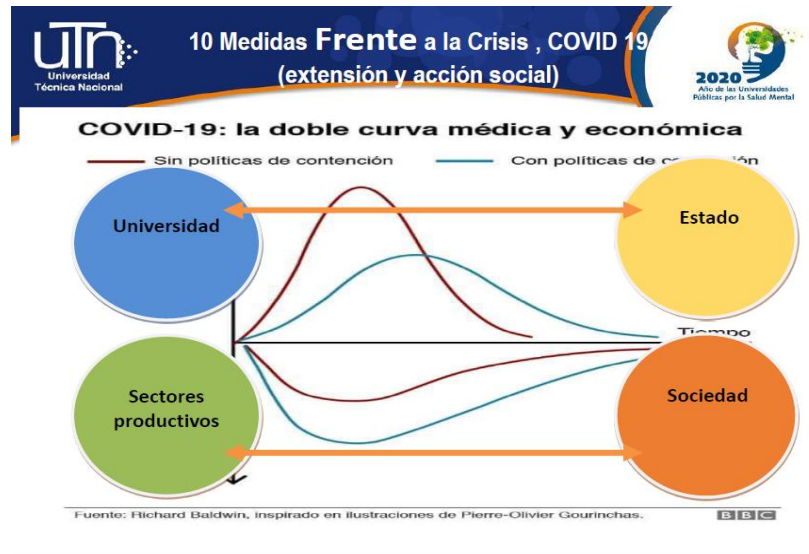 UTN
Universidad
Técnica Nacional
10 Medidas Frente a la Crisis , COVID 19
(extensión y acción social)
2020
Año de las Universidades
Públicas por la Salud Mental
COVID-19: la doble curva médica y económica
Sin políticas de contención
Con políticas de
Universidad
Estado
Tiempo
Sectores
productivos
Sociedad
Fuente: Richard Baldwin, inspirado en ilustraciones de Pierre-Olivier Gourinchas.
BBC